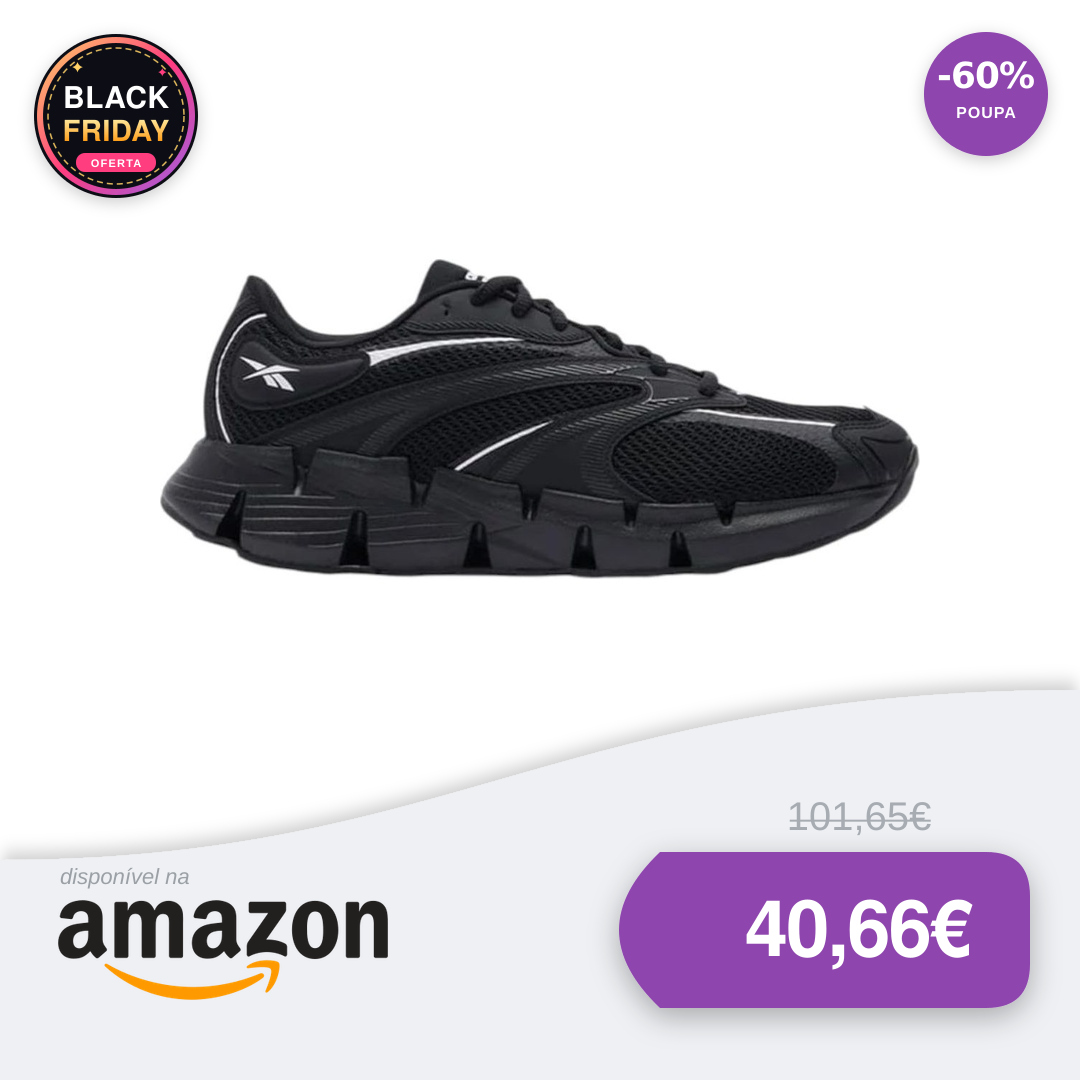 BLACK
FRIDAY
OFERTA
-60%
POUPA
101,65€
disponível na
amazon
40,66€